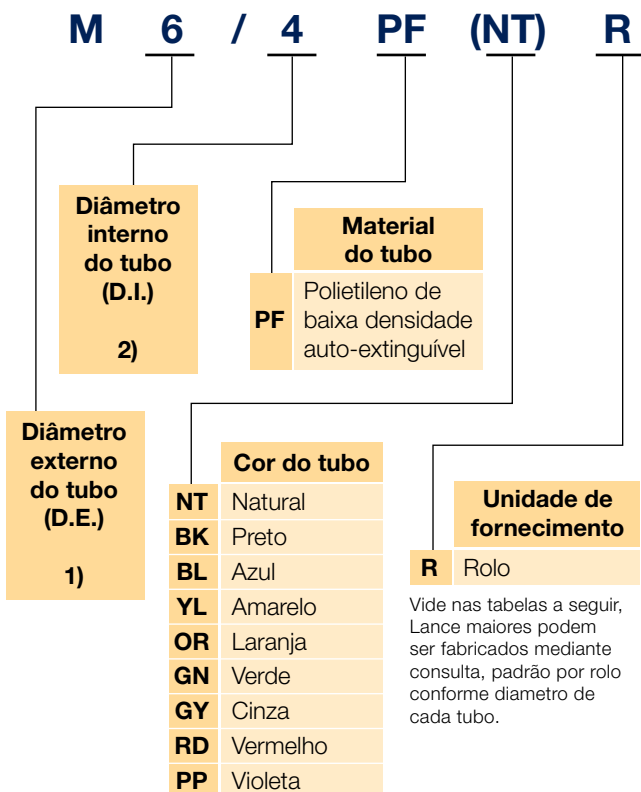 M 6 / 4 PF (NT) R
Diâmetro
interno
do tubo
(D.I.)
2)
Material
do tubo
PF
Polietileno de
baixa densidade
auto-extinguível
Diâmetro
externo
do tubo
(D.E.)
1)
Cor do tubo
NT Natural
BK Preto
BL Azul
YL Amarelo
OR Laranja
GN Verde
GY Cinza
RD Vermelho
PP Violeta
Unidade de
fornecimento
R Rolo
Vide nas tabelas a seguir,
Lance maiores podem
ser fabricados mediante
consulta, padrão por rolo
conforme diametro de
cada tubo.